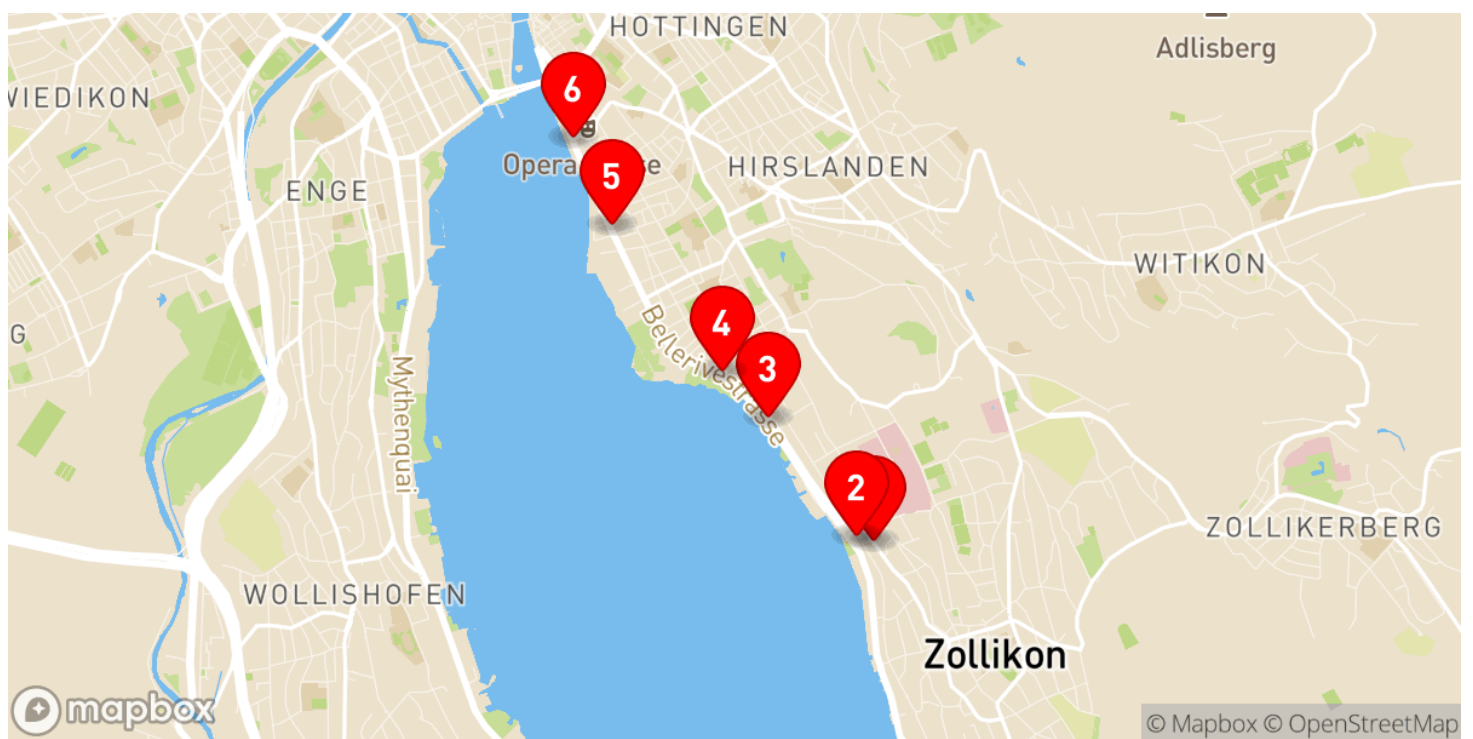 HOTTINGEN
Adlisberg
WIEDIKON
6
HIRSLANDEN
5
ENGE
WITIKON
4
G
Bellerivestrasse
3
Mythenquai
2
ZOLLIKERBERG
WOLLISHOFEN
Zollikon
mapbox
© Mapbox © OpenStreetMap